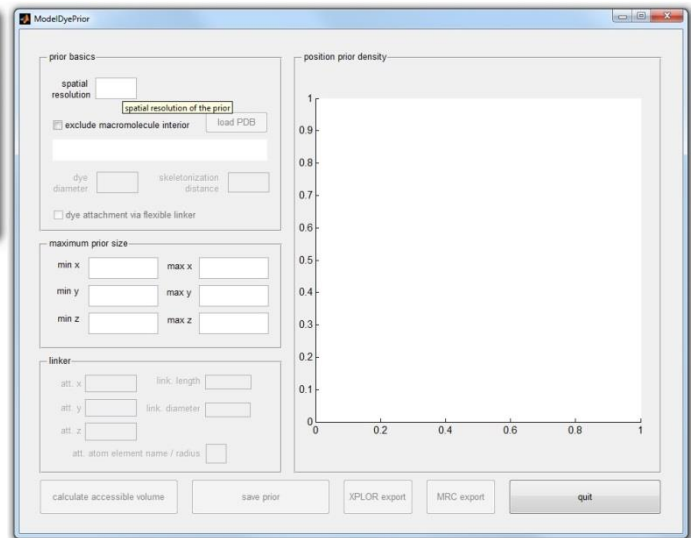 ModelDyePrior
prior basics
spatial
resolution
spatial resolution of the prior
exclude macromolecule interior
load PDB
dye
diameter
skeletonization
distance
dye attachment via flexible linker
maximum prior size
min x
max x
min y
max y
min z
max z
linker
att. x
link. length
att. y
link. diameter
att. z
att. atom element name / radius
position prior density
1
0.9
0.8
0.7
0.6
0.5
0.4
0.3
0.2
0.1
0
0 0.2 0.4 0.6 0.8 1
calculate accessible volume
save prior
XPLOR export
MRC export
quit